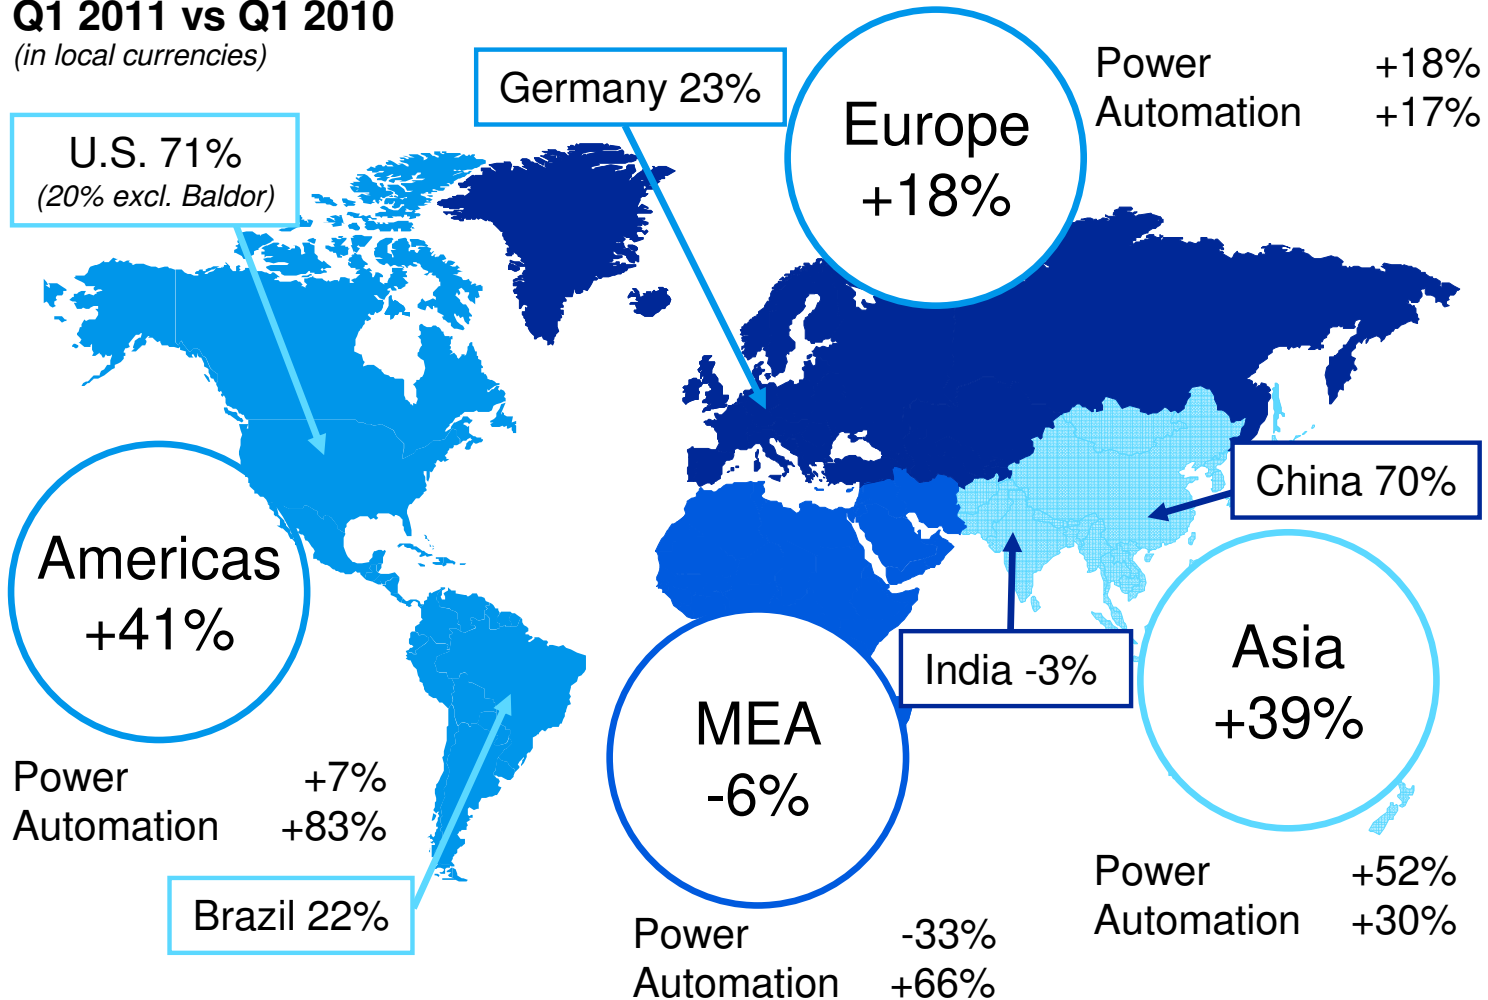 Q1 2011 vs Q1 2010
(in local currencies)
U.S. 71%
(20% excl. Baldor)
Germany 23%
Europe
+18%
Power +18%
Automation +17%
Americas
+41%
Power +7%
Automation +83%
Brazil 22%
MEA
-6%
Power -33%
Automation +66%
India -3%
China 70%
Asia
+39%
Power +52%
Automation +30%